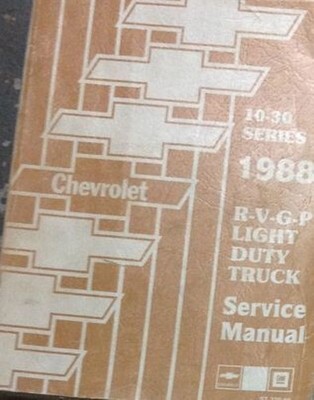 10-30
SERIES
1988
Chevrolet
R-V-G-P
LIGHT
DUTY
TRUCK
Service
Manual